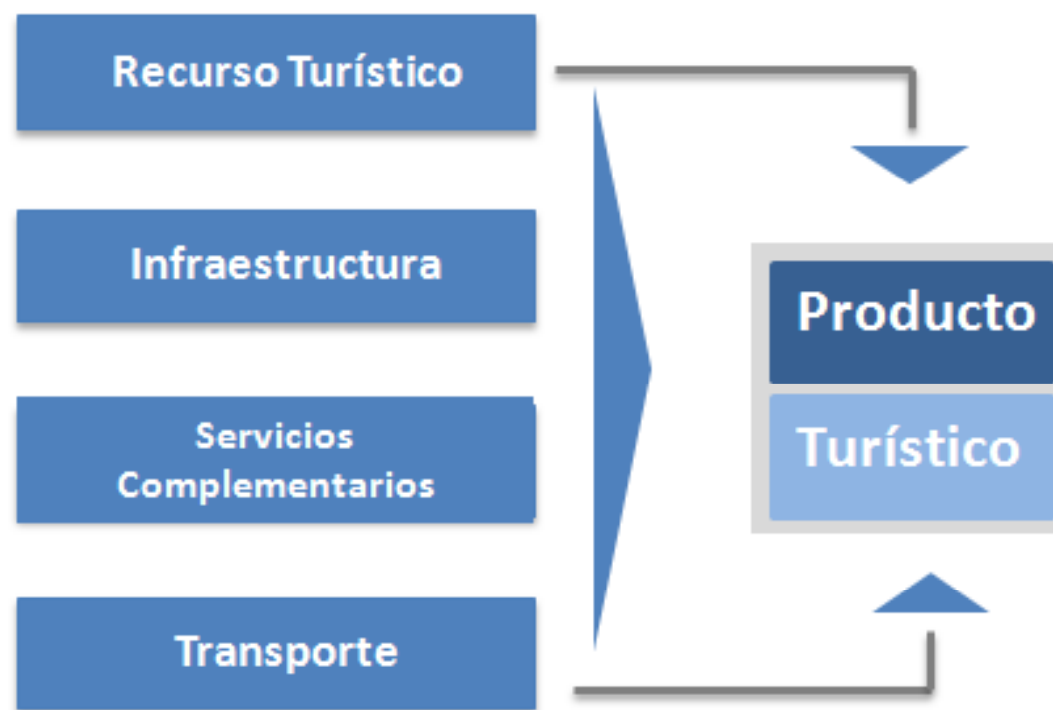 Recurso Turístico
Infraestructura
Servicios
Complementarios
Transporte
Producto
Turístico